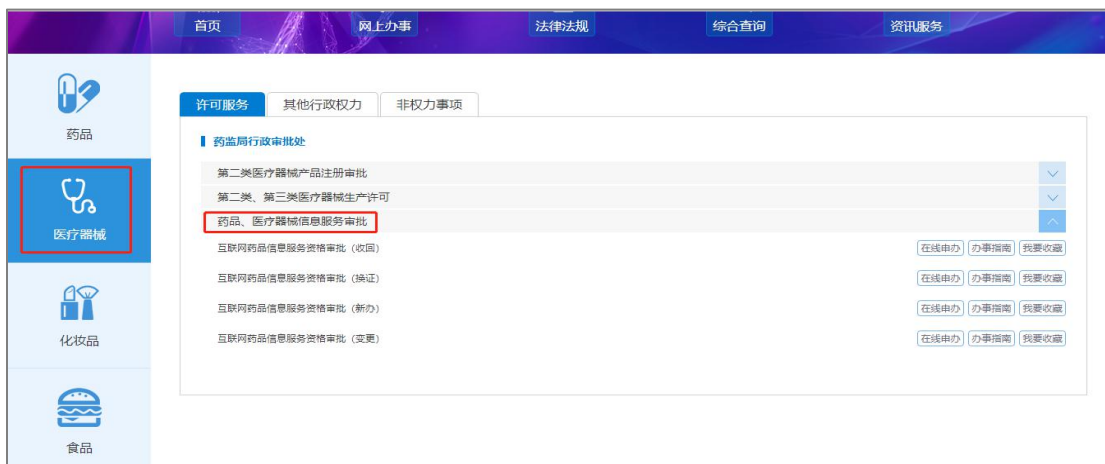 首页 网上办事 法律法规 综合查询 资讯服务
药品
医疗器械
化妆品
食品
许可服务 其他行政权力 非权力事项
药监局行政审批处
第二类医疗器械产品注册审批
第二类、第三类医疗器械生产许可
药品、医疗器械信息服务审批
互联网药品信息服务资格审批（收回） 在线申办 办事指南 我要收藏
互联网药品信息服务资格审批（换证） 在线申办 办事指南 我要收藏
互联网药品信息服务资格审批（新办） 在线申办 办事指南 我要收藏
互联网药品信息服务资格审批（变更） 在线申办 办事指南 我要收藏